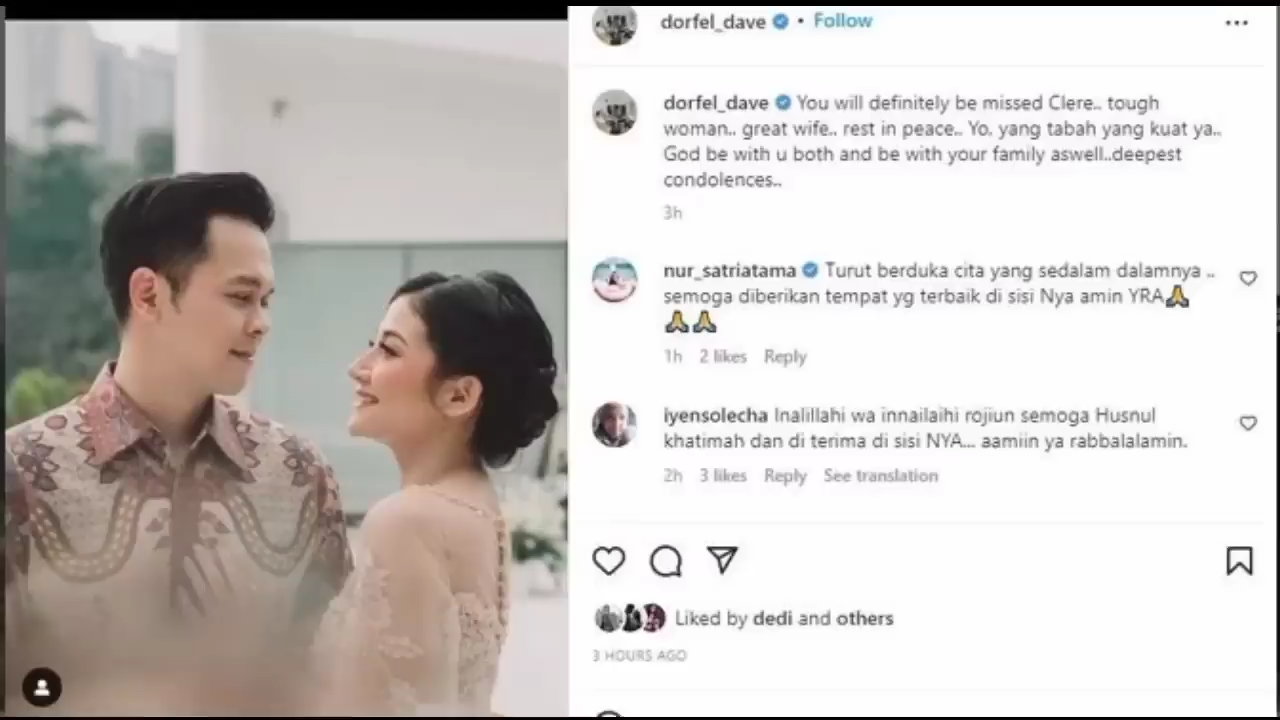 dorfel_dave • Follow
dorfel_dave You will definitely be missed Clere.. tough
woman.. great wife.. rest in peace.. Yo, yang tabah yang kuat ya..
God be with u both and be with your family aswell..deepest
condolences..
3h
nur_satriatama Turut berduka cita yang sedalam dalamnya ..
semoga diberikan tempat yg terbaik di sisi Nya amin YRA🙏
🙏🙏
1h 2 likes Reply
iyensolecha Inalillahi wa innailaihi rojiun semoga Husnul
khatimah dan di terima di sisi NYA... aamiin ya rabbalalamin.
2h 3 likes Reply See translation
Liked by dedi and others
3 HOURS AGO